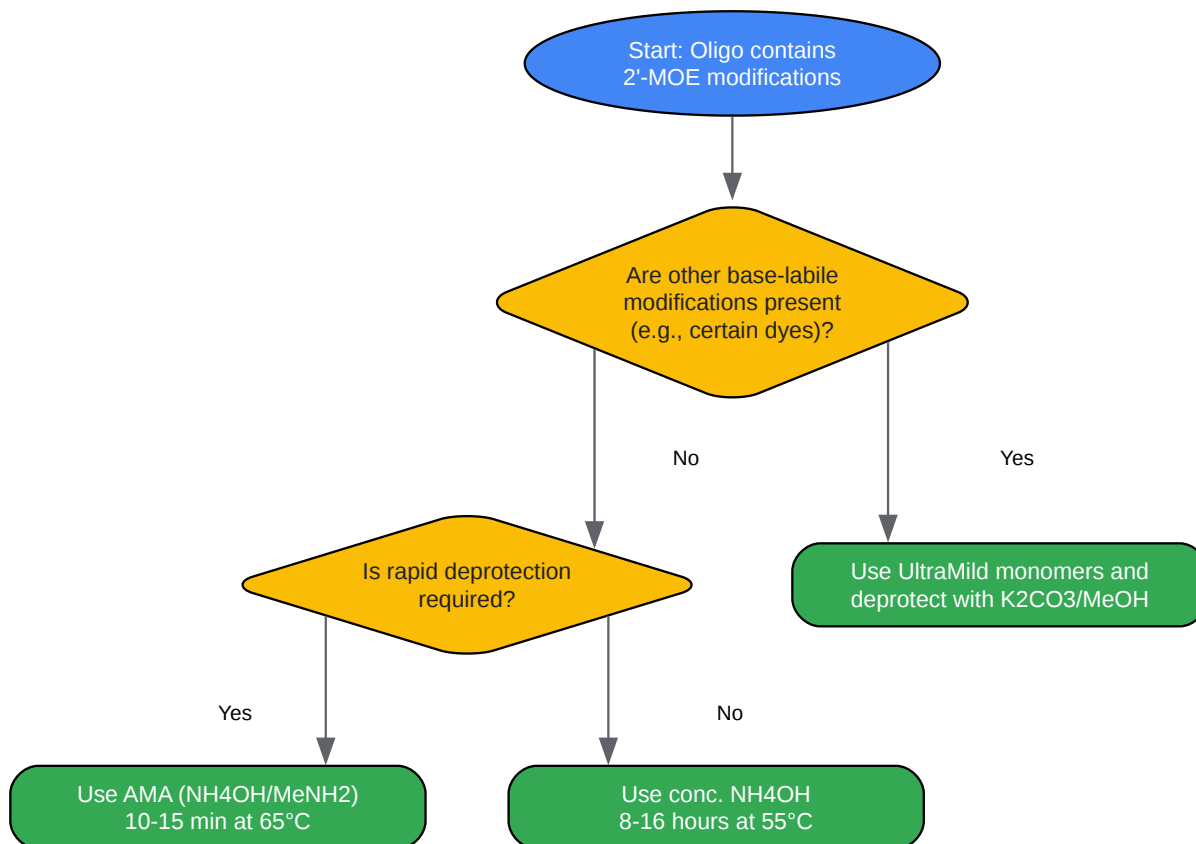 Start: Oligo contains
2'-MOE modifications
Are other base-labile
modifications present
(e.g., certain dyes)?
No
Yes
Is rapid deprotection
required?
Use UltraMild monomers and
deprotect with K2CO3/MeOH
Yes
No
Use AMA (NH4OH/MeNH2)
10-15 min at 65°C
Use conc. NH4OH
8-16 hours at 55°C